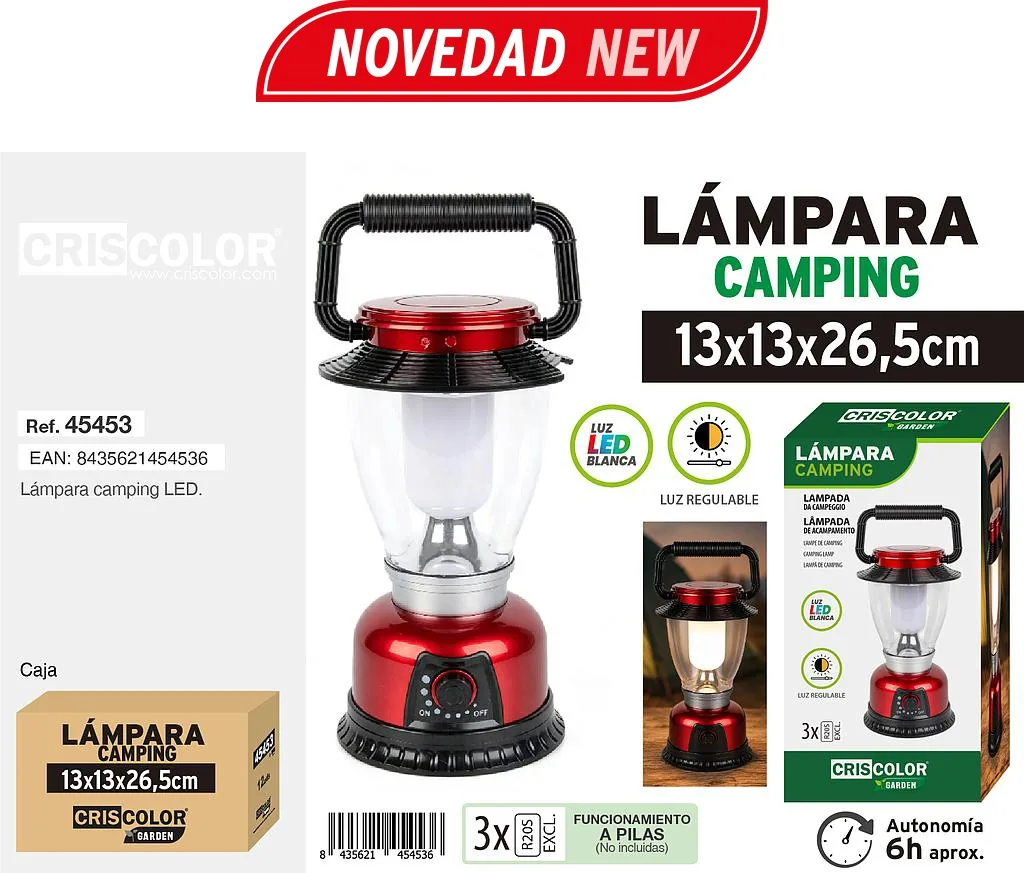 NOVEDAD NEW
CRISCOLOR®
www.criscolor.com
Ref. 45453
EAN: 8435621454536
Lámpara camping LED.
Caja
LÁMPARA
CAMPING
13x13x26,5cm
CRISCOLOR®
GARDEN
45453
ON
OFF
LÁMPARA
CAMPING
13x13x26,5cm
LUZ
LED
BLANCA
LUZ REGULABLE
CRISCOLOR®
GARDEN
LÁMPARA
CAMPING
LAMPADA
DA CAMPEGGIO
LÂMPADA
DE ACAMPAMENTO
LAMPE DE CAMPING
CAMPING LAMP
LUZ
LED
BLANCA
LUZ REGULABLE
3x R20S EXCL.
CRISCOLOR®
GARDEN
8 435621 454536
3x R20S EXCL.
FUNCIONAMIENTO
A PILAS
(No incluidas)
Autonomía
6h aprox.